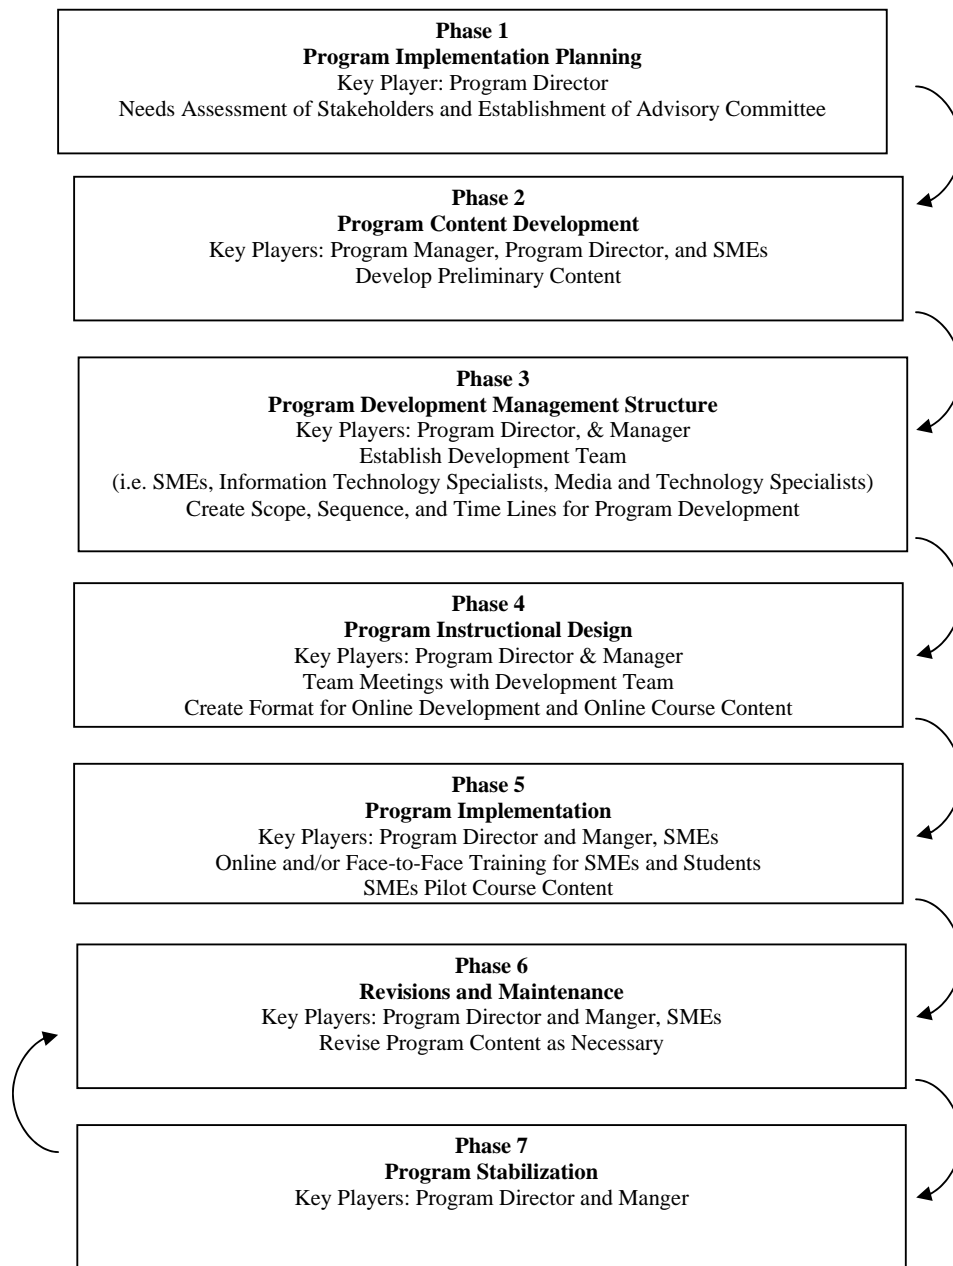 Phase 1
Program Implementation Planning
Key Player: Program Director
Needs Assessment of Stakeholders and Establishment of Advisory Committee
Phase 2
Program Content Development
Key Players: Program Manager, Program Director, and SMEs
Develop Preliminary Content
Phase 3
Program Development Management Structure
Key Players: Program Director, & Manager
Establish Development Team
(i.e. SMEs, Information Technology Specialists, Media and Technology Specialists)
Create Scope, Sequence, and Time Lines for Program Development
Phase 4
Program Instructional Design
Key Players: Program Director & Manager
Team Meetings with Development Team
Create Format for Online Development and Online Course Content
Phase 5
Program Implementation
Key Players: Program Director and Manger, SMEs
Online and/or Face-to-Face Training for SMEs and Students
SMEs Pilot Course Content
Phase 6
Revisions and Maintenance
Key Players: Program Director and Manger, SMEs
Revise Program Content as Necessary
Phase 7
Program Stabilization
Key Players: Program Director and Manger